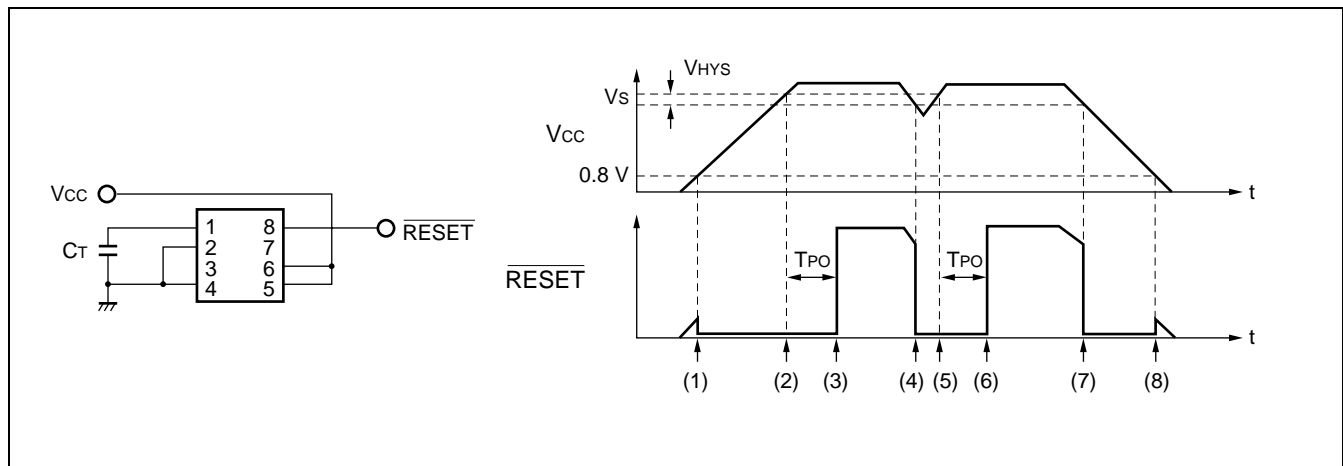 VCC
CT
1 8
2 7
3 6
4 5
RESET
VHYS
VS
VCC
0.8 V
t
TPO TPO
RESET
t
(1) (2) (3) (4) (5) (6) (7) (8)